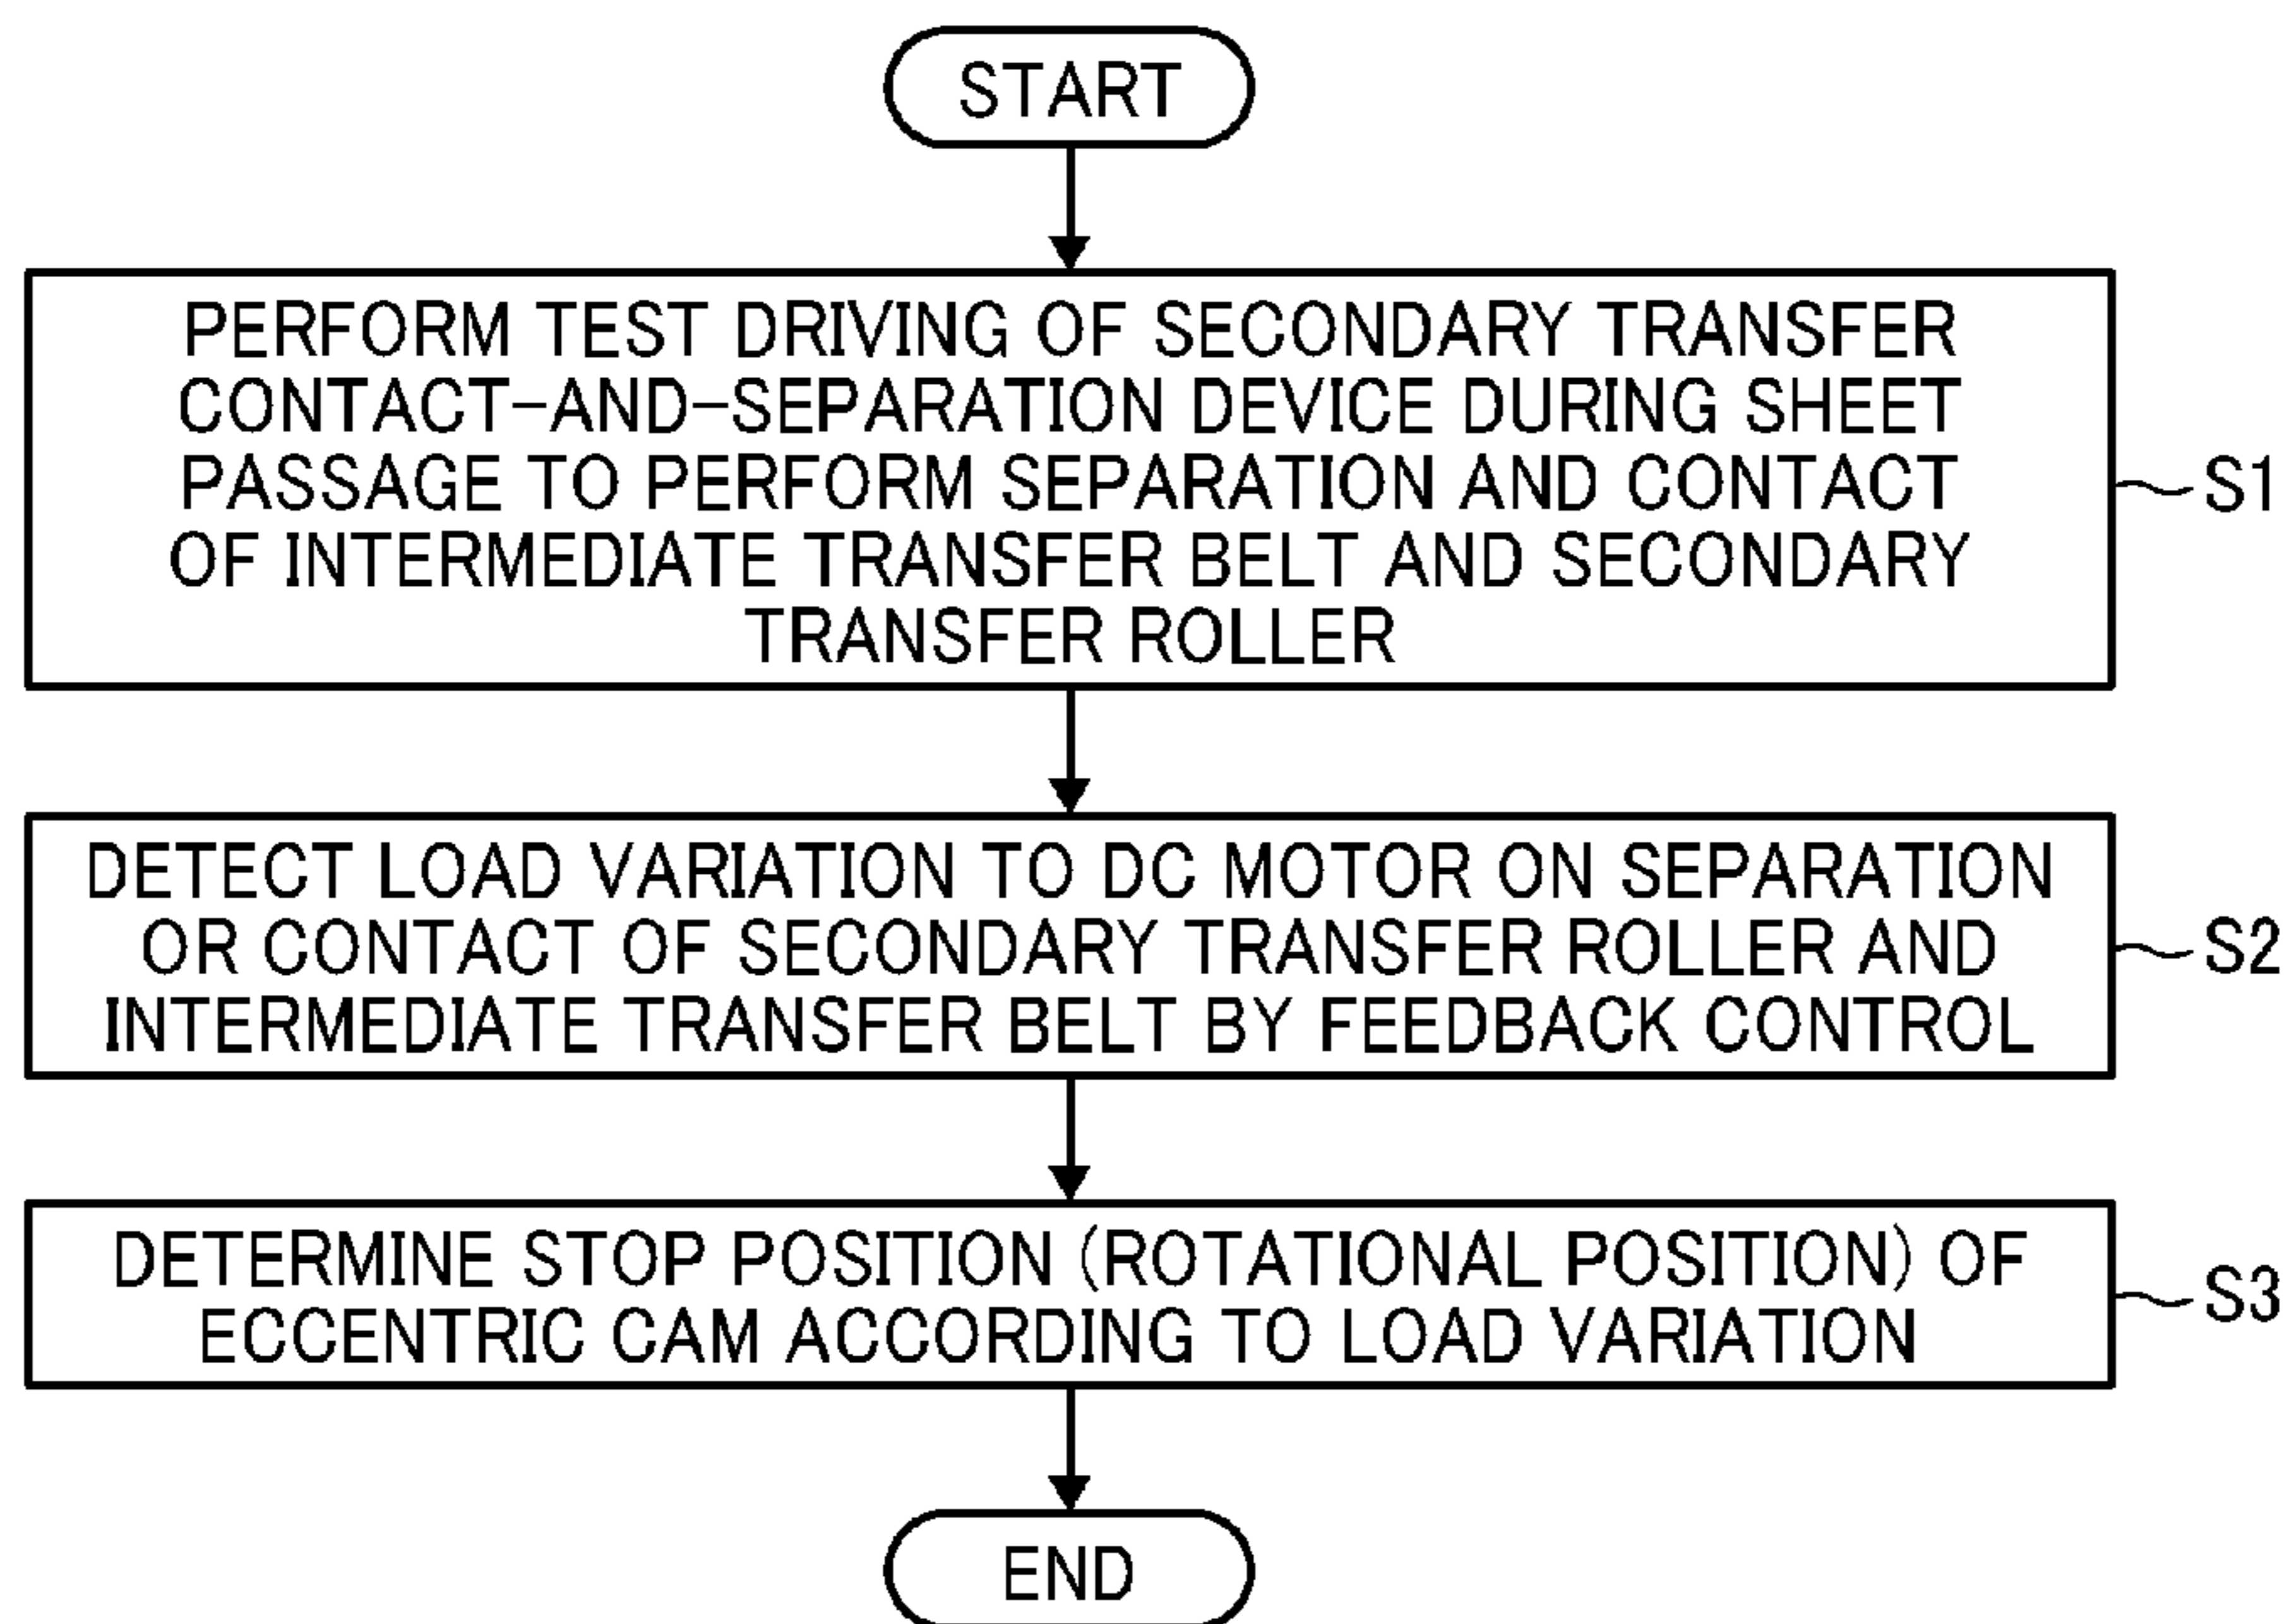 START
PERFORM TEST DRIVING OF SECONDARY TRANSFER
CONTACT-AND-SEPARATION DEVICE DURING SHEET
PASSAGE TO PERFORM SEPARATION AND CONTACT
OF INTERMEDIATE TRANSFER BELT AND SECONDARY
TRANSFER ROLLER
S1
DETECT LOAD VARIATION TO DC MOTOR ON SEPARATION
OR CONTACT OF SECONDARY TRANSFER ROLLER AND
INTERMEDIATE TRANSFER BELT BY FEEDBACK CONTROL
S2
DETERMINE STOP POSITION (ROTATIONAL POSITION) OF
ECCENTRIC CAM ACCORDING TO LOAD VARIATION
S3
END